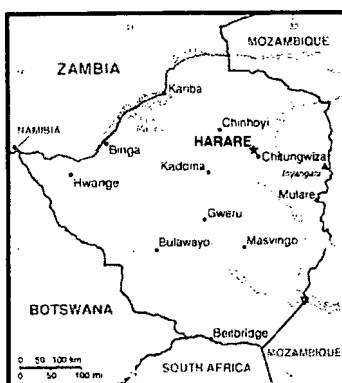 MOZAMBIQUE
ZAMBIA
Kariba
Chinhoyi
HARARE
NAMIBIA
Binga
Chitungwiza
Kadoma
Inyangani
Hwange
Mutare
Gweru
Bulawayo
Masvingo
BOTSWANA
Beitbridge
0 50 100 km
0 50 100 mi
SOUTH AFRICA
MOZAMBIQUE